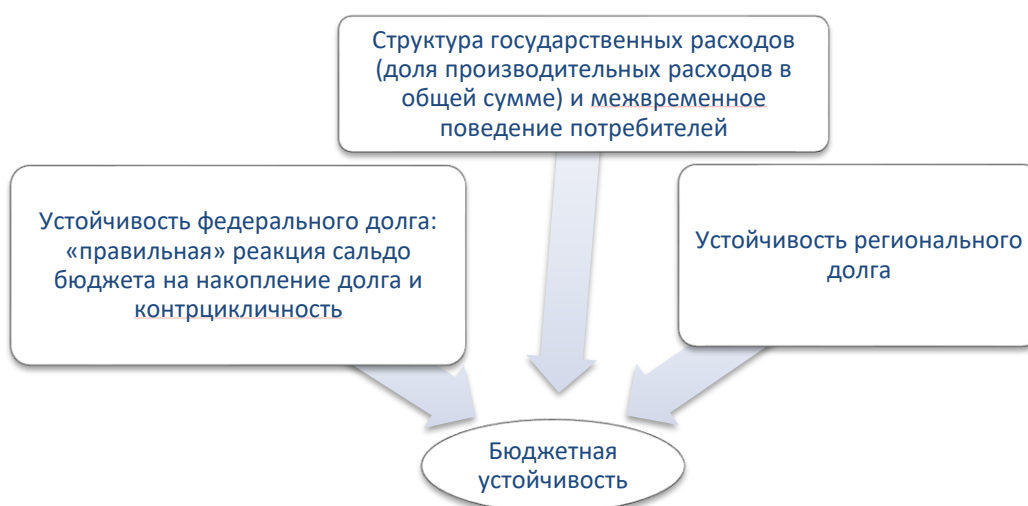 Структура государственных расходов
(доля производительных расходов в
общей сумме) и межвременное
поведение потребителей
Устойчивость федерального долга:
«правильная» реакция сальдо
бюджета на накопление долга и
контрцикличность
Устойчивость регионального
долга
Бюджетная
устойчивость